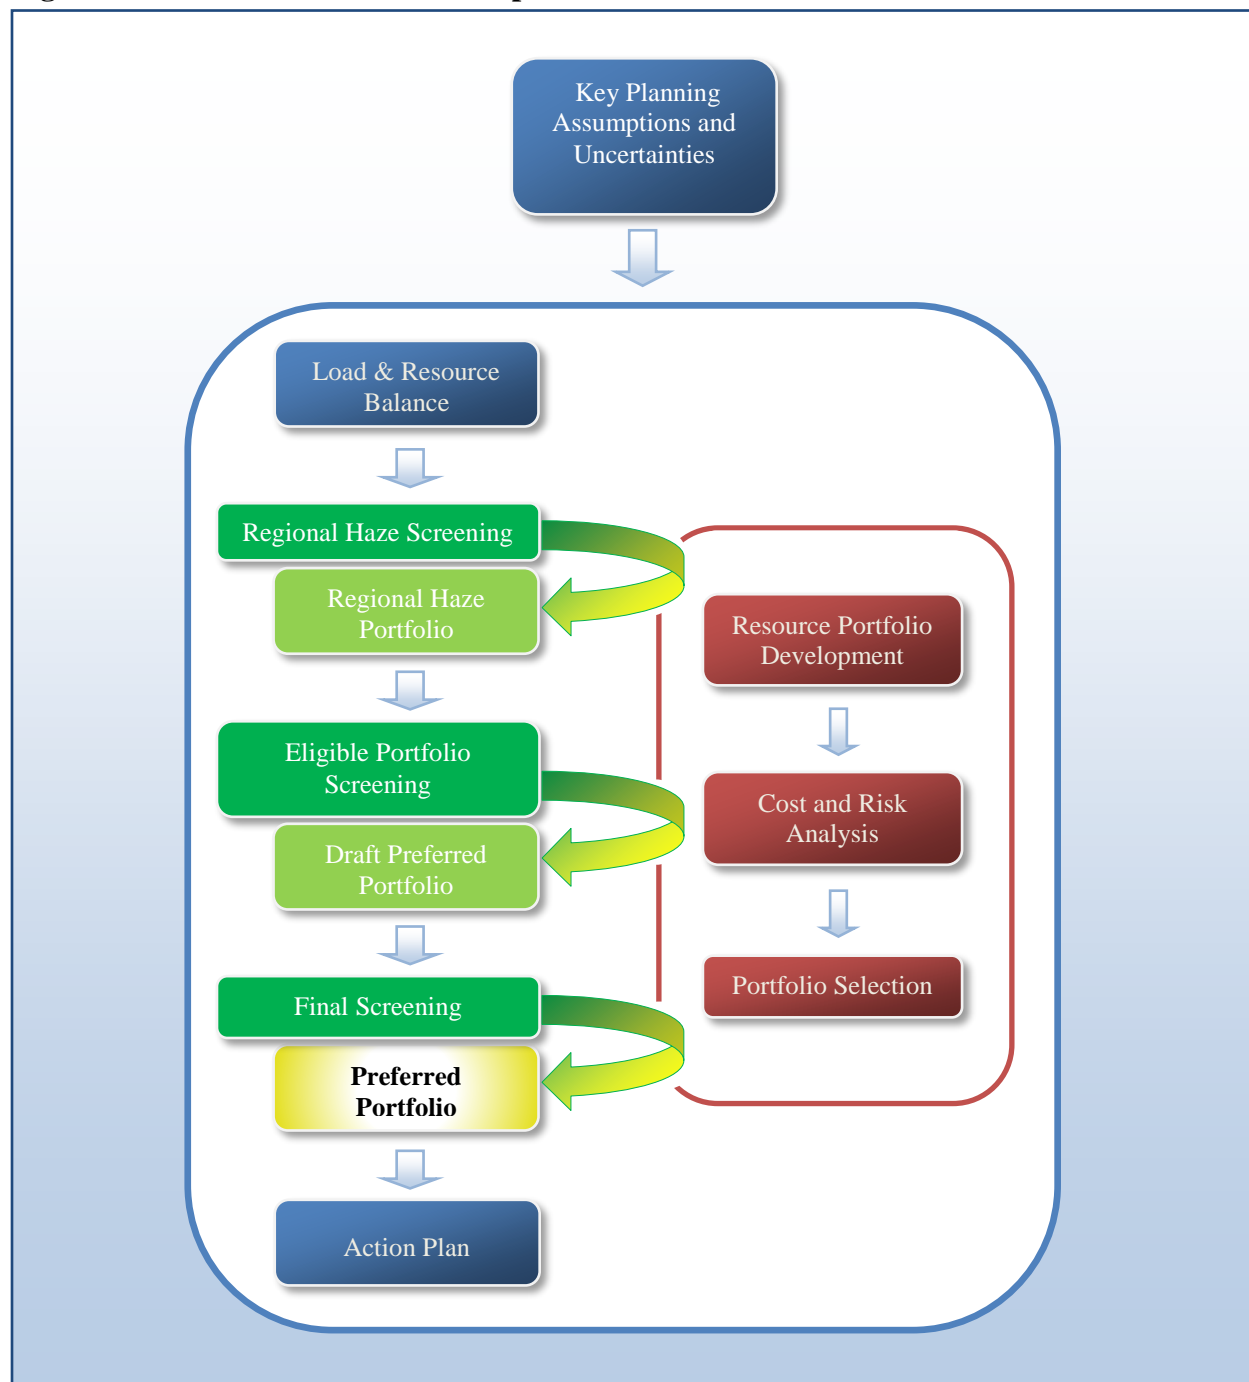 Key Planning
Assumptions and
Uncertainties
Load & Resource
Balance
Regional Haze Screening
Regional Haze
Portfolio
Eligible Portfolio
Screening
Draft Preferred
Portfolio
Final Screening
Preferred
Portfolio
Action Plan
Resource Portfolio
Development
Cost and Risk
Analysis
Portfolio Selection